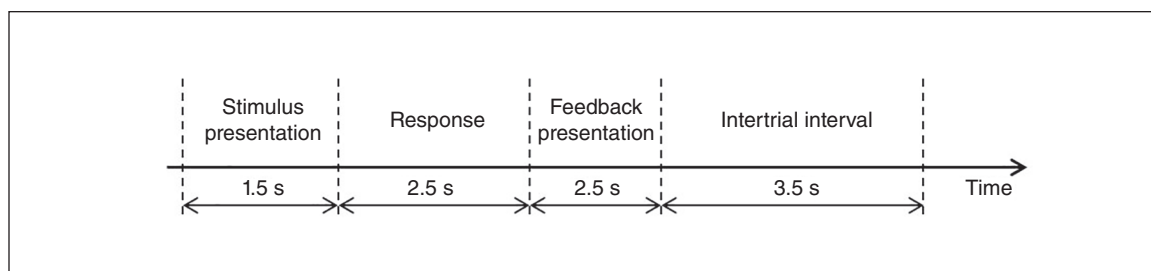 Stimulus
presentation
Response
Feedback
presentation
Intertrial interval
1.5 s
2.5 s
2.5 s
3.5 s
Time